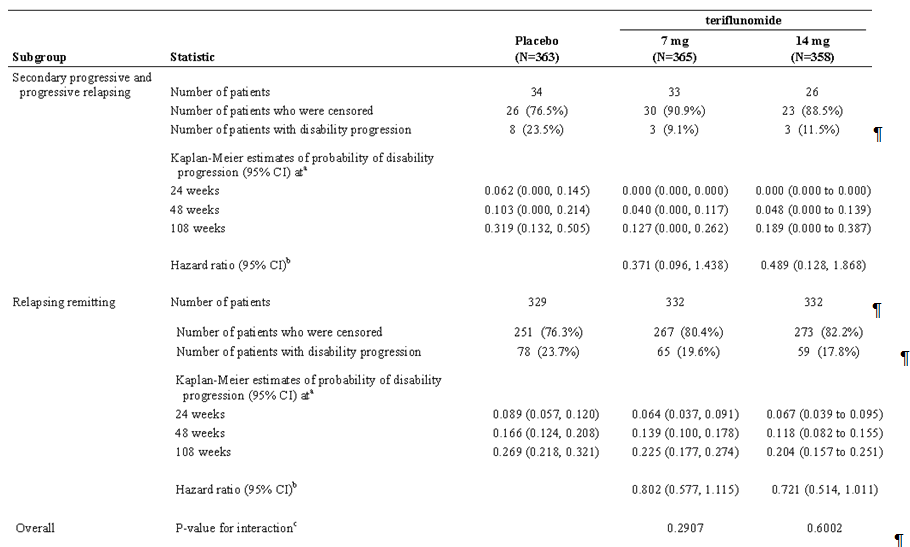 teriflunomide
Placebo 7 mg 14 mg
Subgroup Statistic (N=363) (N=365) (N=358)
Secondary progressive and
progressive relapsing Number of patients 34 33 26
Number of patients who were censored 26 (76.5%) 30 (90.9%) 23 (88.5%)
Number of patients with disability progression 8 (23.5%) 3 (9.1%) 3 (11.5%) ¶
Kaplan-Meier estimates of probability of disability
progression (95% CI) atᵃ
24 weeks 0.062 (0.000, 0.145) 0.000 (0.000, 0.000) 0.000 (0.000 to 0.000)
48 weeks 0.103 (0.000, 0.214) 0.040 (0.000, 0.117) 0.048 (0.000 to 0.139)
108 weeks 0.319 (0.132, 0.505) 0.127 (0.000, 0.262) 0.189 (0.000 to 0.387)
Hazard ratio (95% CI)ᵇ 0.371 (0.096, 1.438) 0.489 (0.128, 1.868)
Relapsing remitting Number of patients 329 332 332 ¶
Number of patients who were censored 251 (76.3%) 267 (80.4%) 273 (82.2%)
Number of patients with disability progression 78 (23.7%) 65 (19.6%) 59 (17.8%) ¶
Kaplan-Meier estimates of probability of disability
progression (95% CI) atᵃ
24 weeks 0.089 (0.057, 0.120) 0.064 (0.037, 0.091) 0.067 (0.039 to 0.095)
48 weeks 0.166 (0.124, 0.208) 0.139 (0.100, 0.178) 0.118 (0.082 to 0.155)
108 weeks 0.269 (0.218, 0.321) 0.225 (0.177, 0.274) 0.204 (0.157 to 0.251)
Hazard ratio (95% CI)ᵇ 0.802 (0.577, 1.115) 0.721 (0.514, 1.011)
Overall P-value for interactionᶜ 0.2907 0.6002 ¶